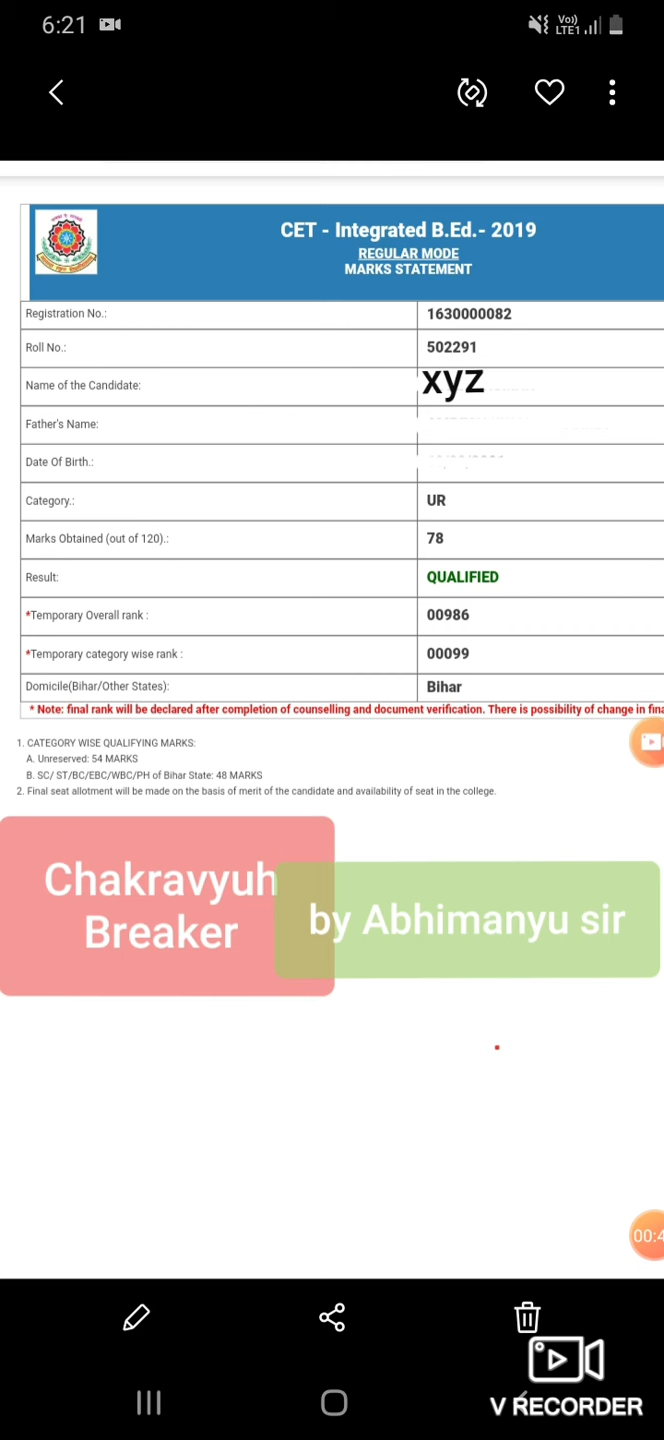 6:21
Vo))
LTE1
CET - Integrated B.Ed.- 2019
REGULAR MODE
MARKS STATEMENT
Registration No.: 1630000082
Roll No.: 502291
Name of the Candidate: xyz
Father's Name:
Date Of Birth.:
Category.: UR
Marks Obtained (out of 120).: 78
Result: QUALIFIED
*Temporary Overall rank : 00986
*Temporary category wise rank : 00099
Domicile(Bihar/Other States): Bihar
* Note: final rank will be declared after completion of counselling and document verification. There is possibility of change in fina
1. CATEGORY WISE QUALIFYING MARKS:
A. Unreserved: 54 MARKS
B. SC/ ST/BC/EBC/WBC/PH of Bihar State: 48 MARKS
2. Final seat allotment will be made on the basis of merit of the candidate and availability of seat in the college.
Chakravyuh
Breaker
by Abhimanyu sir
00:4
V RECORDER